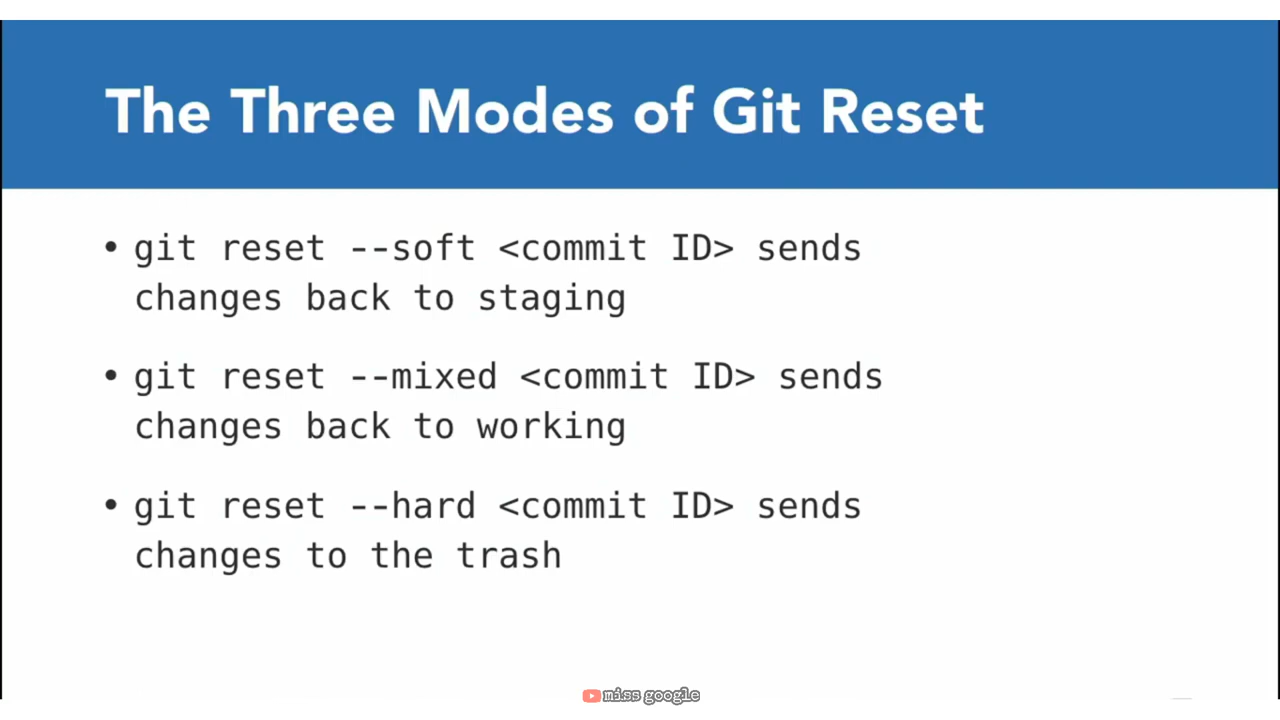 The Three Modes of Git Reset
• git reset --soft <commit ID> sends
changes back to staging
• git reset --mixed <commit ID> sends
changes back to working
• git reset --hard <commit ID> sends
changes to the trash
miss google